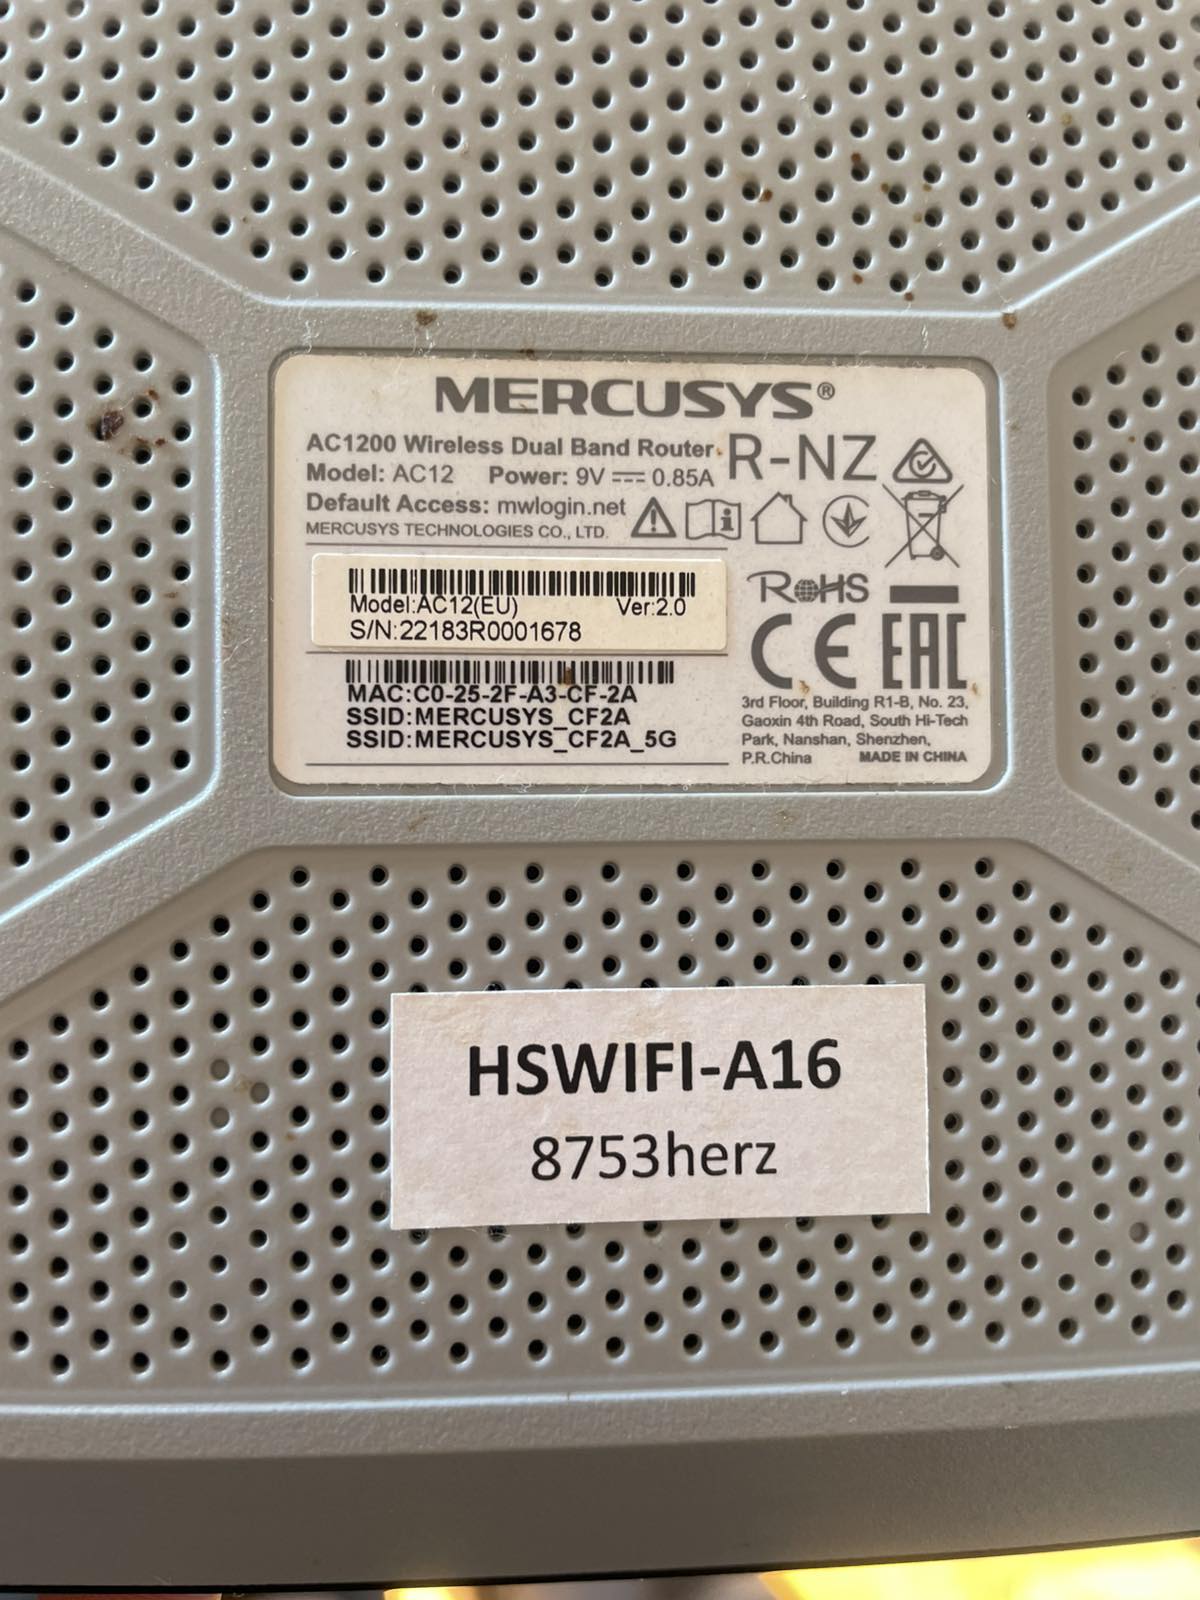 MERCUSYS®
AC1200 Wireless Dual Band Router
R-NZ
Model: AC12 Power: 9V ⎓ 0.85A
Default Access: mwlogin.net
MERCUSYS TECHNOLOGIES CO., LTD.
Model:AC12(EU) Ver:2.0
S/N:22183R0001678
MAC:C0-25-2F-A3-CF-2A
SSID:MERCUSYS_CF2A
SSID:MERCUSYS_CF2A_5G
RoHS
CE EAC
3rd Floor, Building R1-B, No. 23,
Gaoxin 4th Road, South Hi-Tech
Park, Nanshan, Shenzhen,
P.R.China MADE IN CHINA
HSWIFI-A16
8753herz